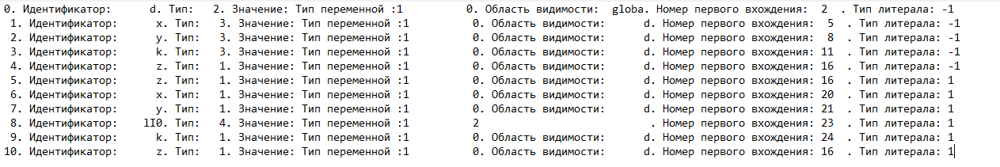 0. Идентификатор: d. Тип: 2. Значение: Тип переменной :1 0. Область видимости: globa. Номер первого вхождения: 2 . Тип литерала: -1
1. Идентификатор: x. Тип: 3. Значение: Тип переменной :1 0. Область видимости: d. Номер первого вхождения: 5 . Тип литерала: -1
2. Идентификатор: y. Тип: 3. Значение: Тип переменной :1 0. Область видимости: d. Номер первого вхождения: 8 . Тип литерала: -1
3. Идентификатор: k. Тип: 3. Значение: Тип переменной :1 0. Область видимости: d. Номер первого вхождения: 11 . Тип литерала: -1
4. Идентификатор: z. Тип: 1. Значение: Тип переменной :1 0. Область видимости: d. Номер первого вхождения: 16 . Тип литерала: -1
5. Идентификатор: z. Тип: 1. Значение: Тип переменной :1 0. Область видимости: d. Номер первого вхождения: 16 . Тип литерала: 1
6. Идентификатор: x. Тип: 1. Значение: Тип переменной :1 0. Область видимости: d. Номер первого вхождения: 20 . Тип литерала: 1
7. Идентификатор: y. Тип: 1. Значение: Тип переменной :1 0. Область видимости: d. Номер первого вхождения: 21 . Тип литерала: 1
8. Идентификатор: lI0. Тип: 4. Значение: Тип переменной :1 2 . Номер первого вхождения: 23 . Тип литерала: 1
9. Идентификатор: k. Тип: 1. Значение: Тип переменной :1 0. Область видимости: d. Номер первого вхождения: 24 . Тип литерала: 1
10. Идентификатор: z. Тип: 1. Значение: Тип переменной :1 0. Область видимости: d. Номер первого вхождения: 16 . Тип литерала: 1